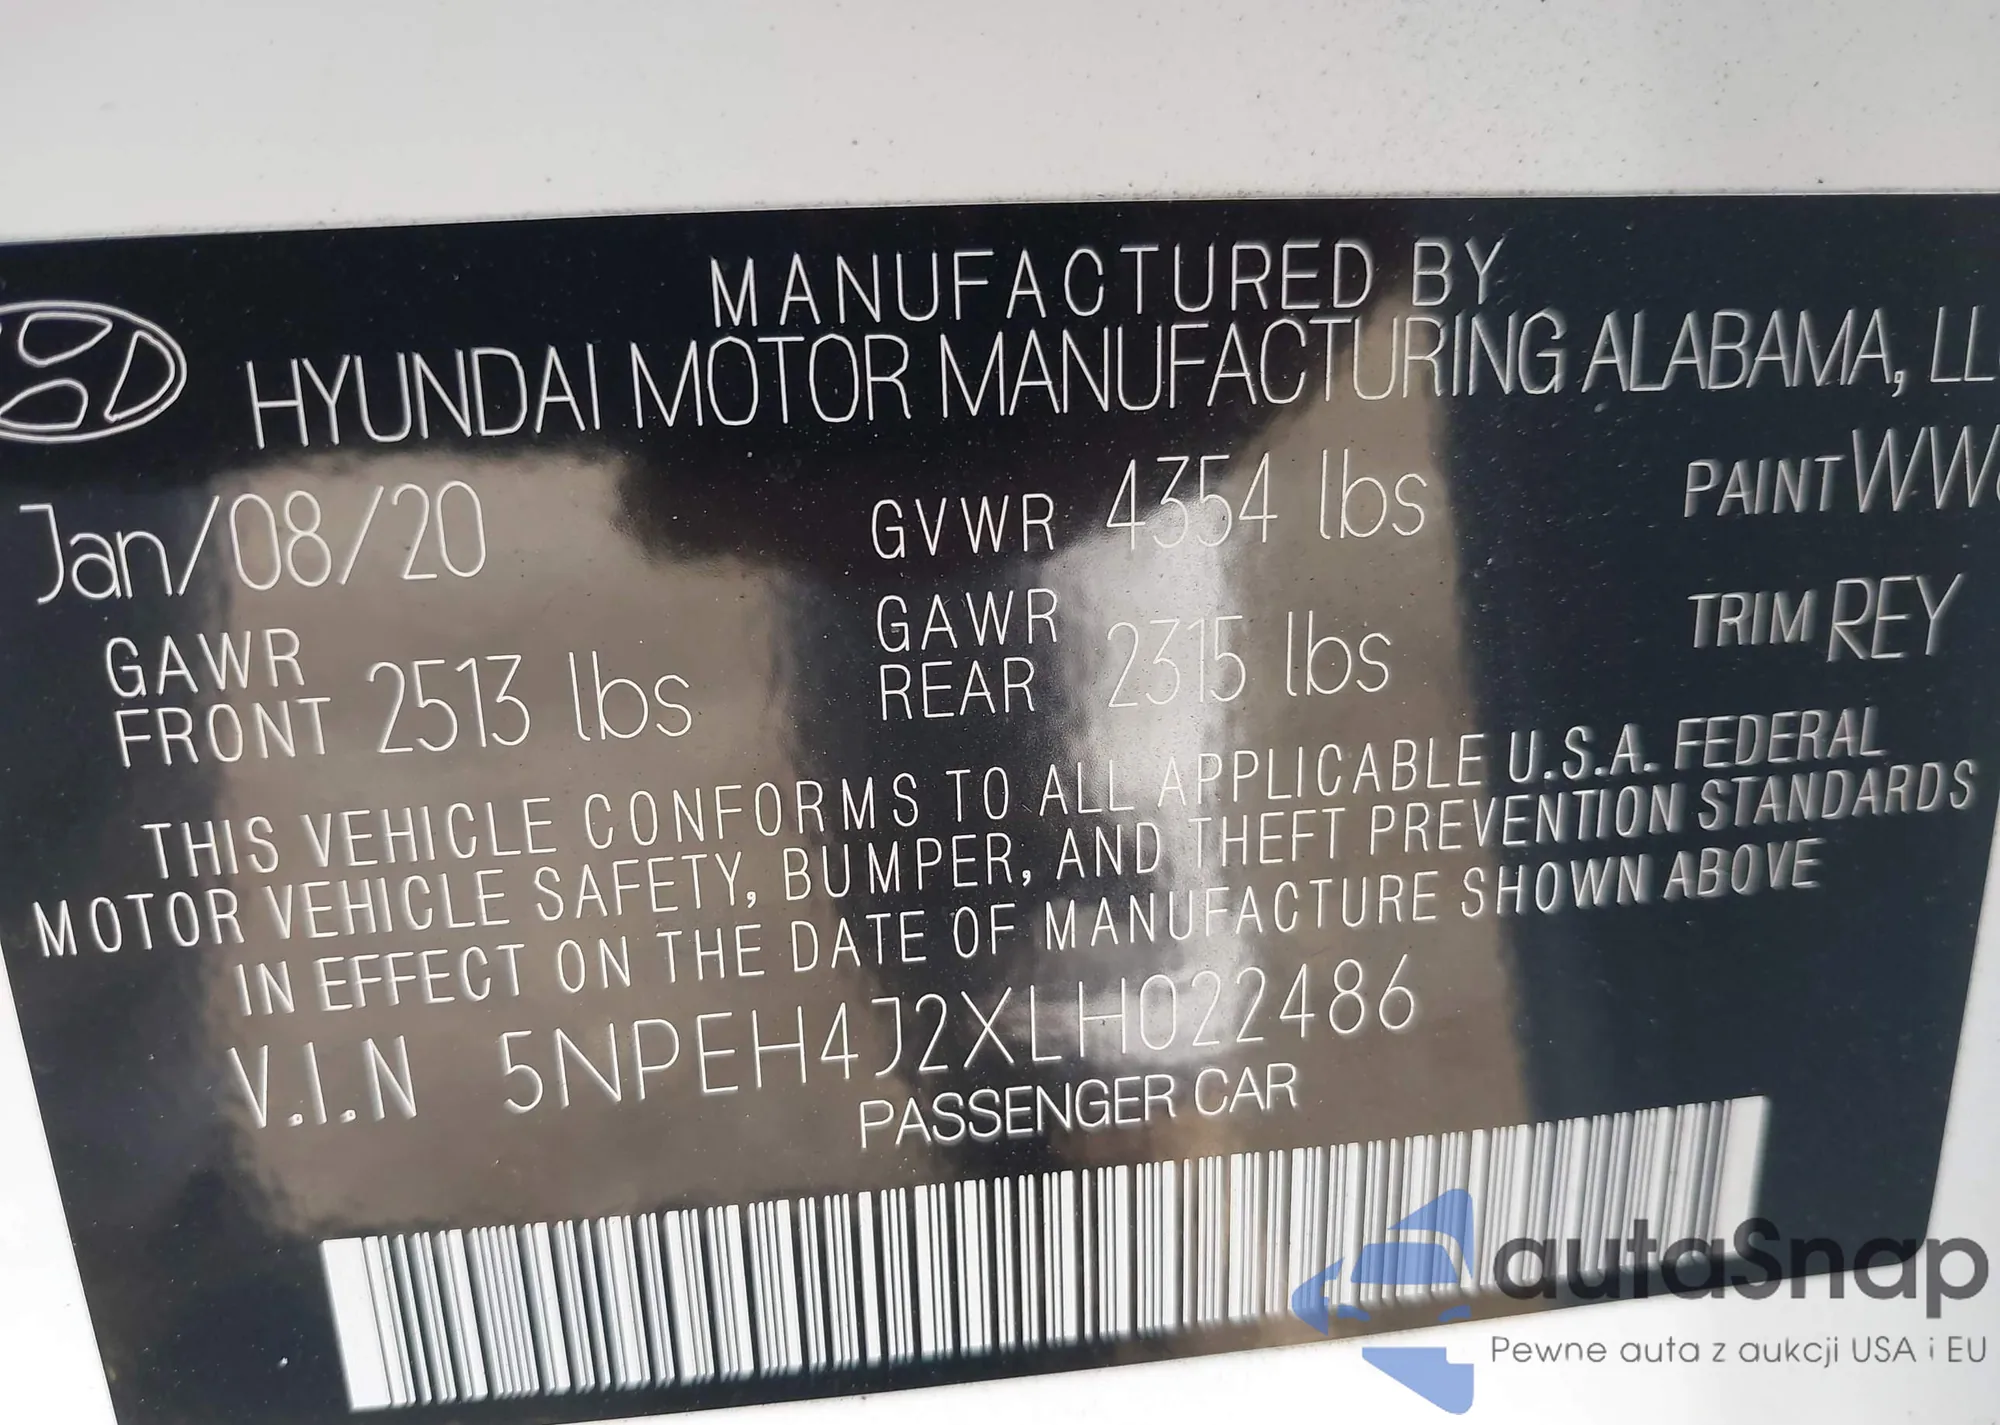 MANUFACTURED BY
HYUNDAI MOTOR MANUFACTURING ALABAMA, LL
Jan/08/20 GVWR 4354 lbs PAINT WW
GAWR FRONT 2513 lbs GAWR REAR 2315 lbs TRIM REY
THIS VEHICLE CONFORMS TO ALL APPLICABLE U.S.A. FEDERAL
MOTOR VEHICLE SAFETY, BUMPER, AND THEFT PREVENTION STANDARDS
IN EFFECT ON THE DATE OF MANUFACTURE SHOWN ABOVE
V.I.N 5NPEH4J2XLH022486
PASSENGER CAR
autaSnap
Pewne auta z aukcji USA i EU